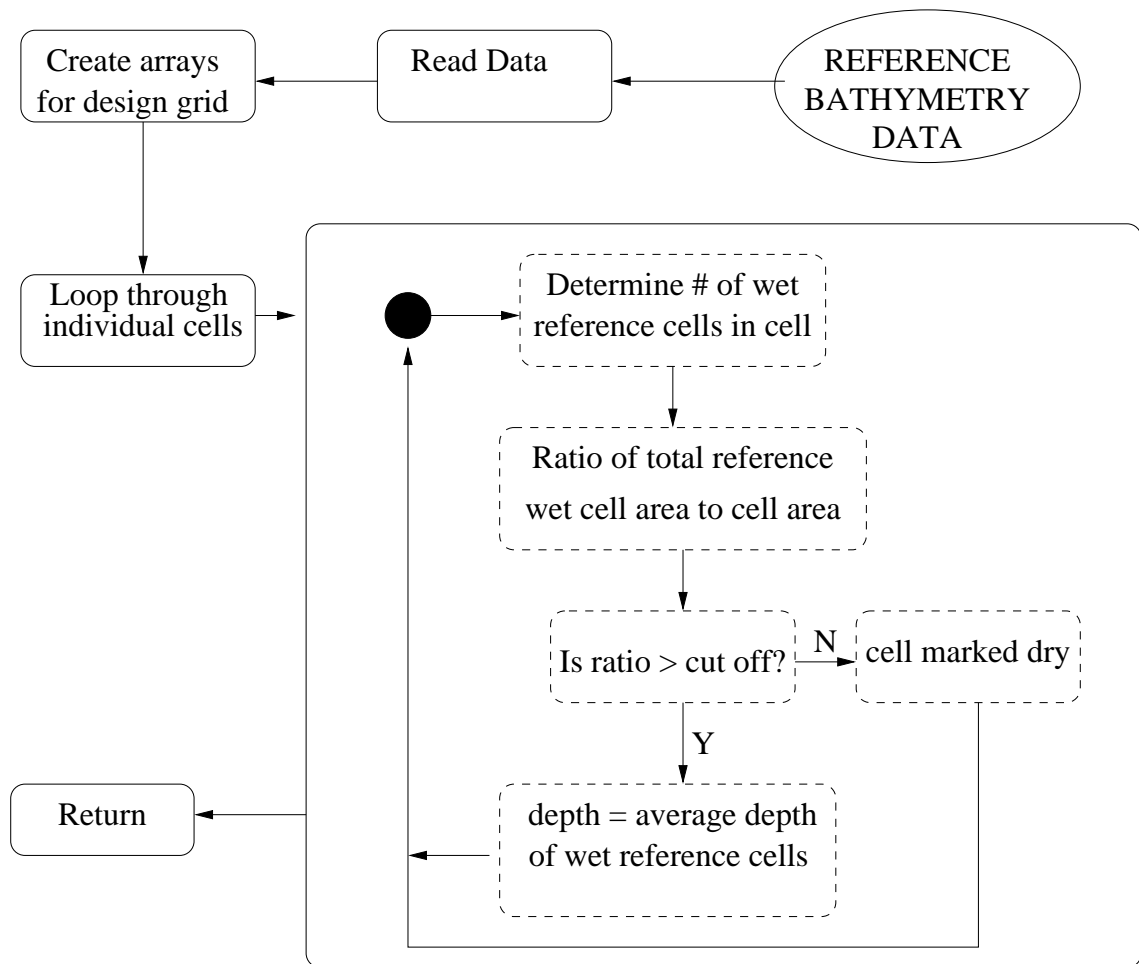 Create arrays
for design grid
Read Data
REFERENCE
BATHYMETRY
DATA
Loop through
individual cells
Determine # of wet
reference cells in cell
Ratio of total reference
wet cell area to cell area
Is ratio > cut off?
N
cell marked dry
Y
depth = average depth
of wet reference cells
Return